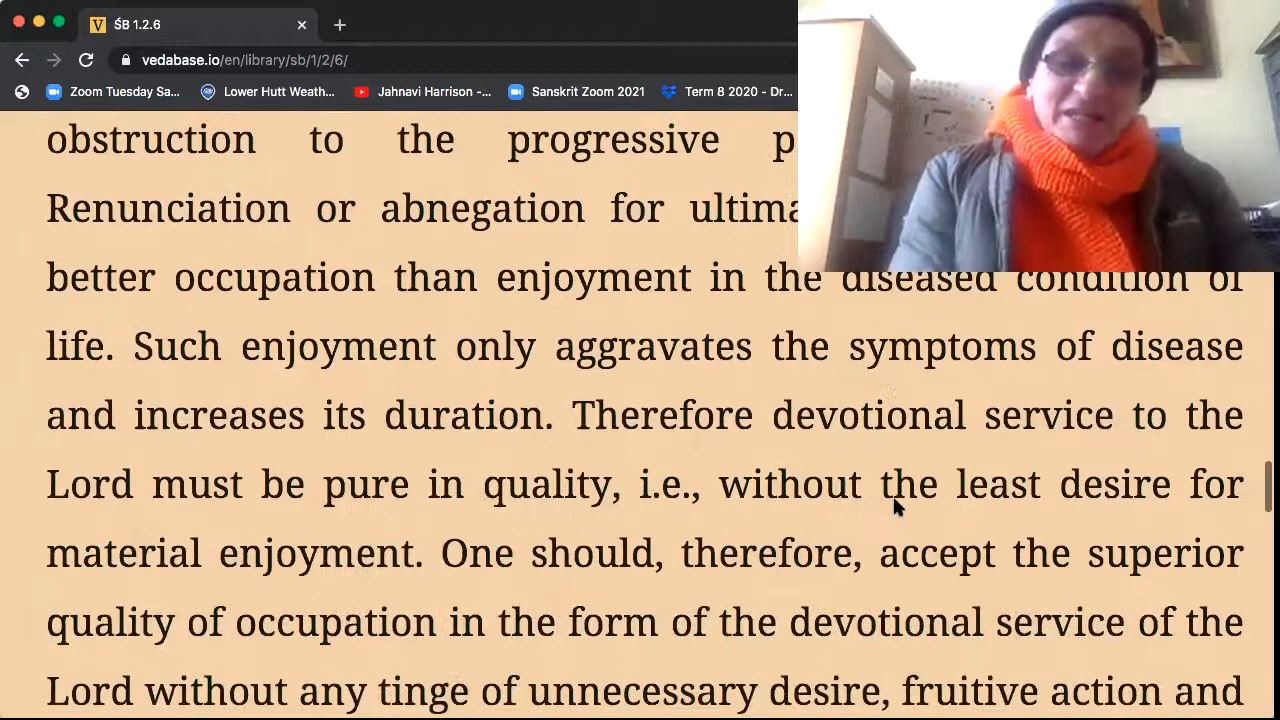 V ŚB 1.2.6
vedabase.io/en/library/sb/1/2/6/
Zoom Tuesday Sa... Lower Hutt Weath... Jahnavi Harrison -... Sanskrit Zoom 2021 Term 8 2020 - Dr...
obstruction to the progressive p
Renunciation or abnegation for ultima
better occupation than enjoyment in the diseased condition of
life. Such enjoyment only aggravates the symptoms of disease
and increases its duration. Therefore devotional service to the
Lord must be pure in quality, i.e., without the least desire for
material enjoyment. One should, therefore, accept the superior
quality of occupation in the form of the devotional service of the
Lord without any tinge of unnecessary desire, fruitive action and